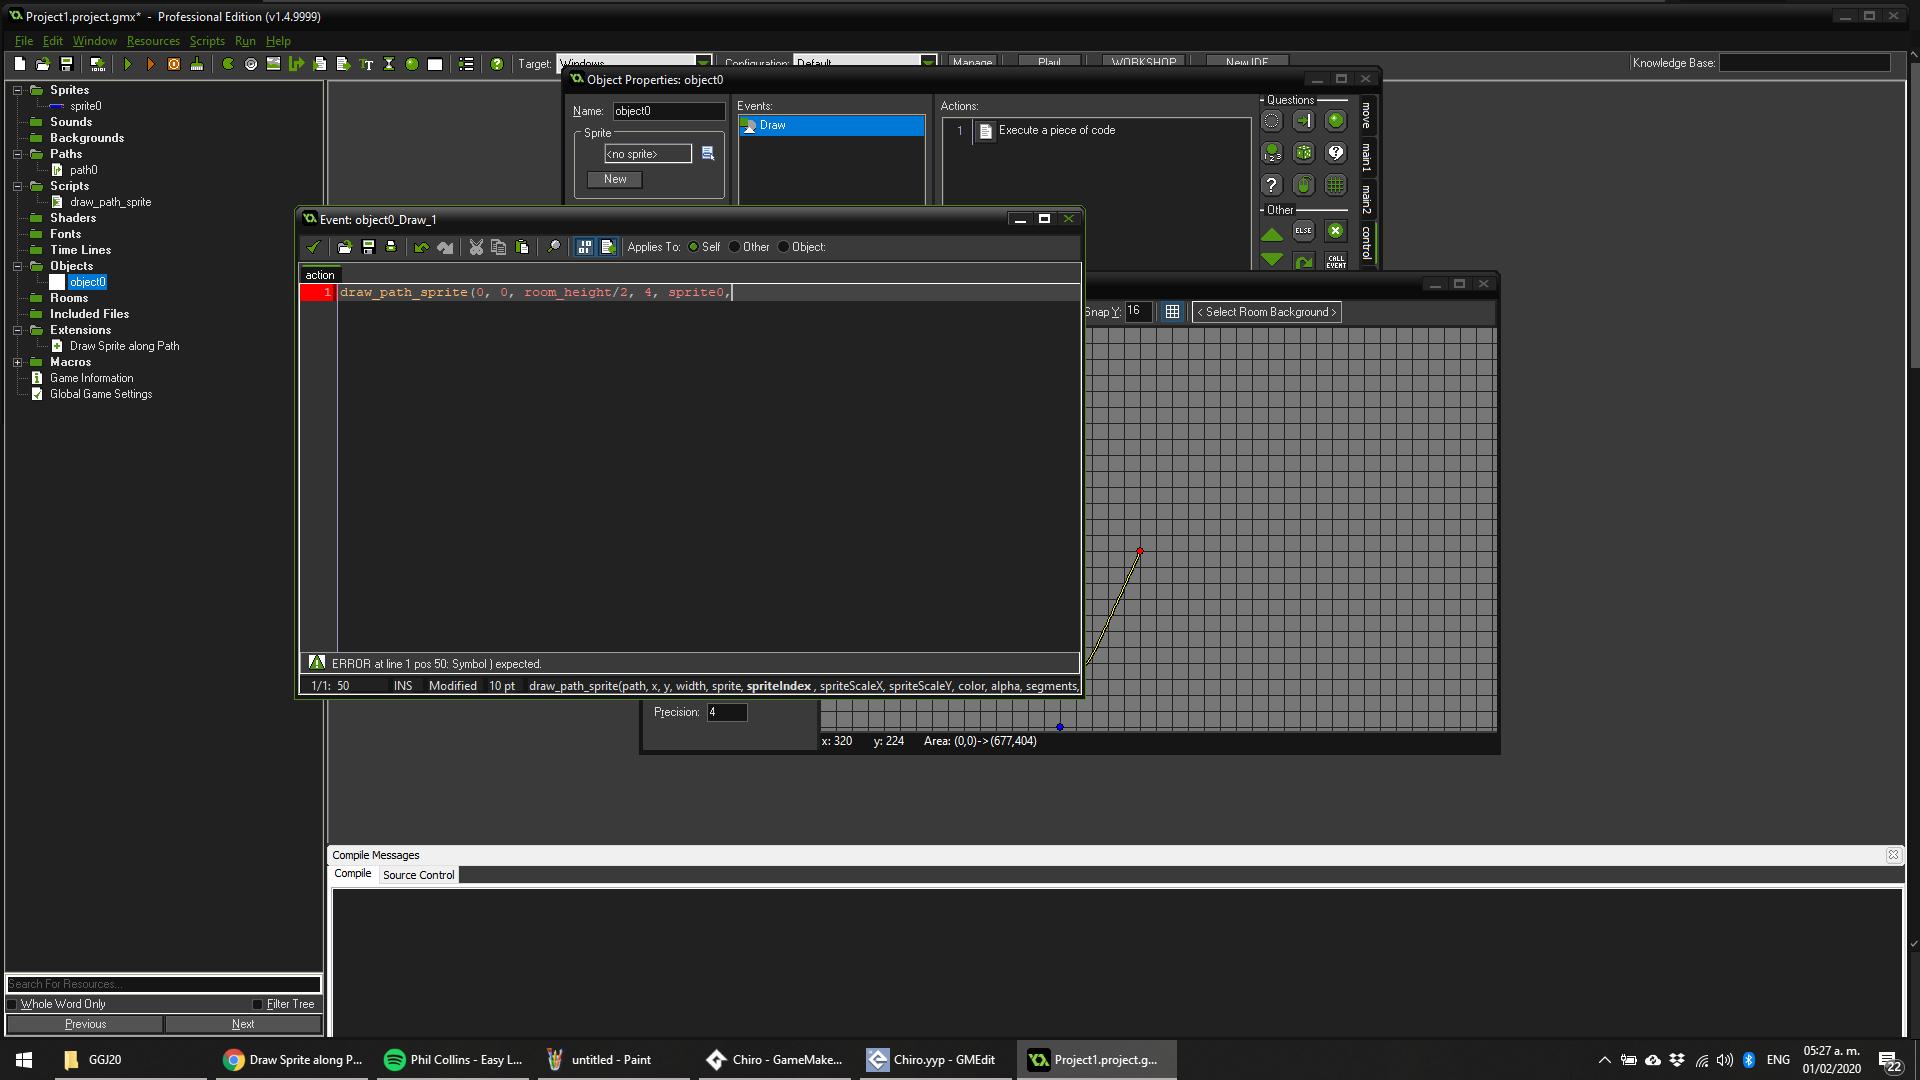 Project1.project.gmx* - Professional Edition (v1.4.9999)
File Edit Window Resources Scripts Run Help
Target: Windows Configuration: Default Manage Play! WORKSHOP New IDE Knowledge Base:
Sprites
sprite0
Sounds
Backgrounds
Paths
path0
Scripts
draw_path_sprite
Shaders
Fonts
Time Lines
Objects
object0
Rooms
Included Files
Extensions
Draw Sprite along Path
Macros
Game Information
Global Game Settings
Object Properties: object0
Name: object0
Sprite
<no sprite>
New
Events:
Draw
Actions:
1 Execute a piece of code
Questions
Other
ELSE
CALL EVENT
move
main1
main2
control
Event: object0_Draw_1
Applies To: Self Other Object:
action
1 draw_path_sprite(0, 0, room_height/2, 4, sprite0,
ERROR at line 1 pos 50: Symbol ) expected.
1/1: 50 INS Modified 10 pt draw_path_sprite(path, x, y, width, sprite, spriteIndex , spriteScaleX, spriteScaleY, color, alpha, segments,
Snap Y: 16 < Select Room Background >
Precision: 4
x: 320 y: 224 Area: (0,0)->(677,404)
Compile Messages
Compile Source Control
Search For Resources...
Whole Word Only Filter Tree
Previous Next
GGJ20
Draw Sprite along P...
Phil Collins - Easy L...
untitled - Paint
Chiro - GameMake...
Chiro.yyp - GMEdit
Project1.project.g...
ENG
05:27 a. m.
01/02/2020
22